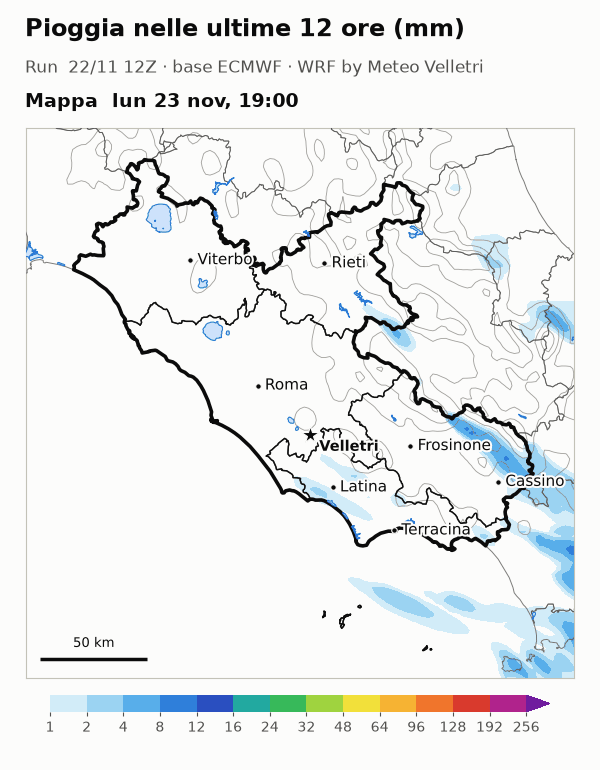 Pioggia nelle ultime 12 ore (mm)
Run  22/11 12Z · base ECMWF · WRF by Meteo Velletri
Mappa  lun 23 nov, 19:00
Viterbo
Rieti
Roma
Velletri
Frosinone
Latina
Cassino
Terracina
50 km
1 2 4 8 12 16 24 32 48 64 96 128 192 256